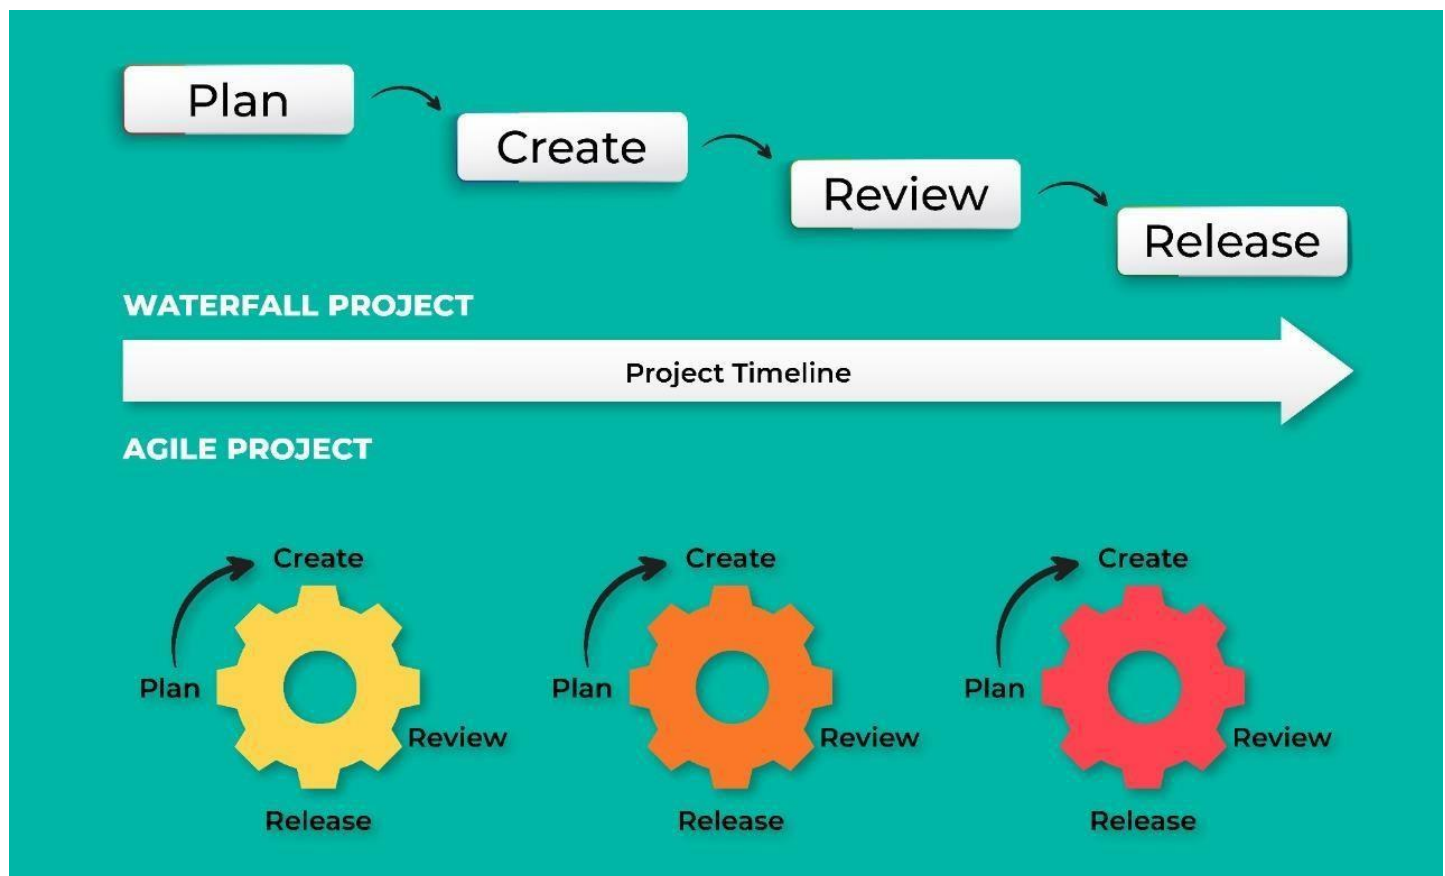 Plan
Create
Review
Release
WATERFALL PROJECT
Project Timeline
AGILE PROJECT
Create
Plan
Review
Release
Create
Plan
Review
Release
Create
Plan
Review
Release